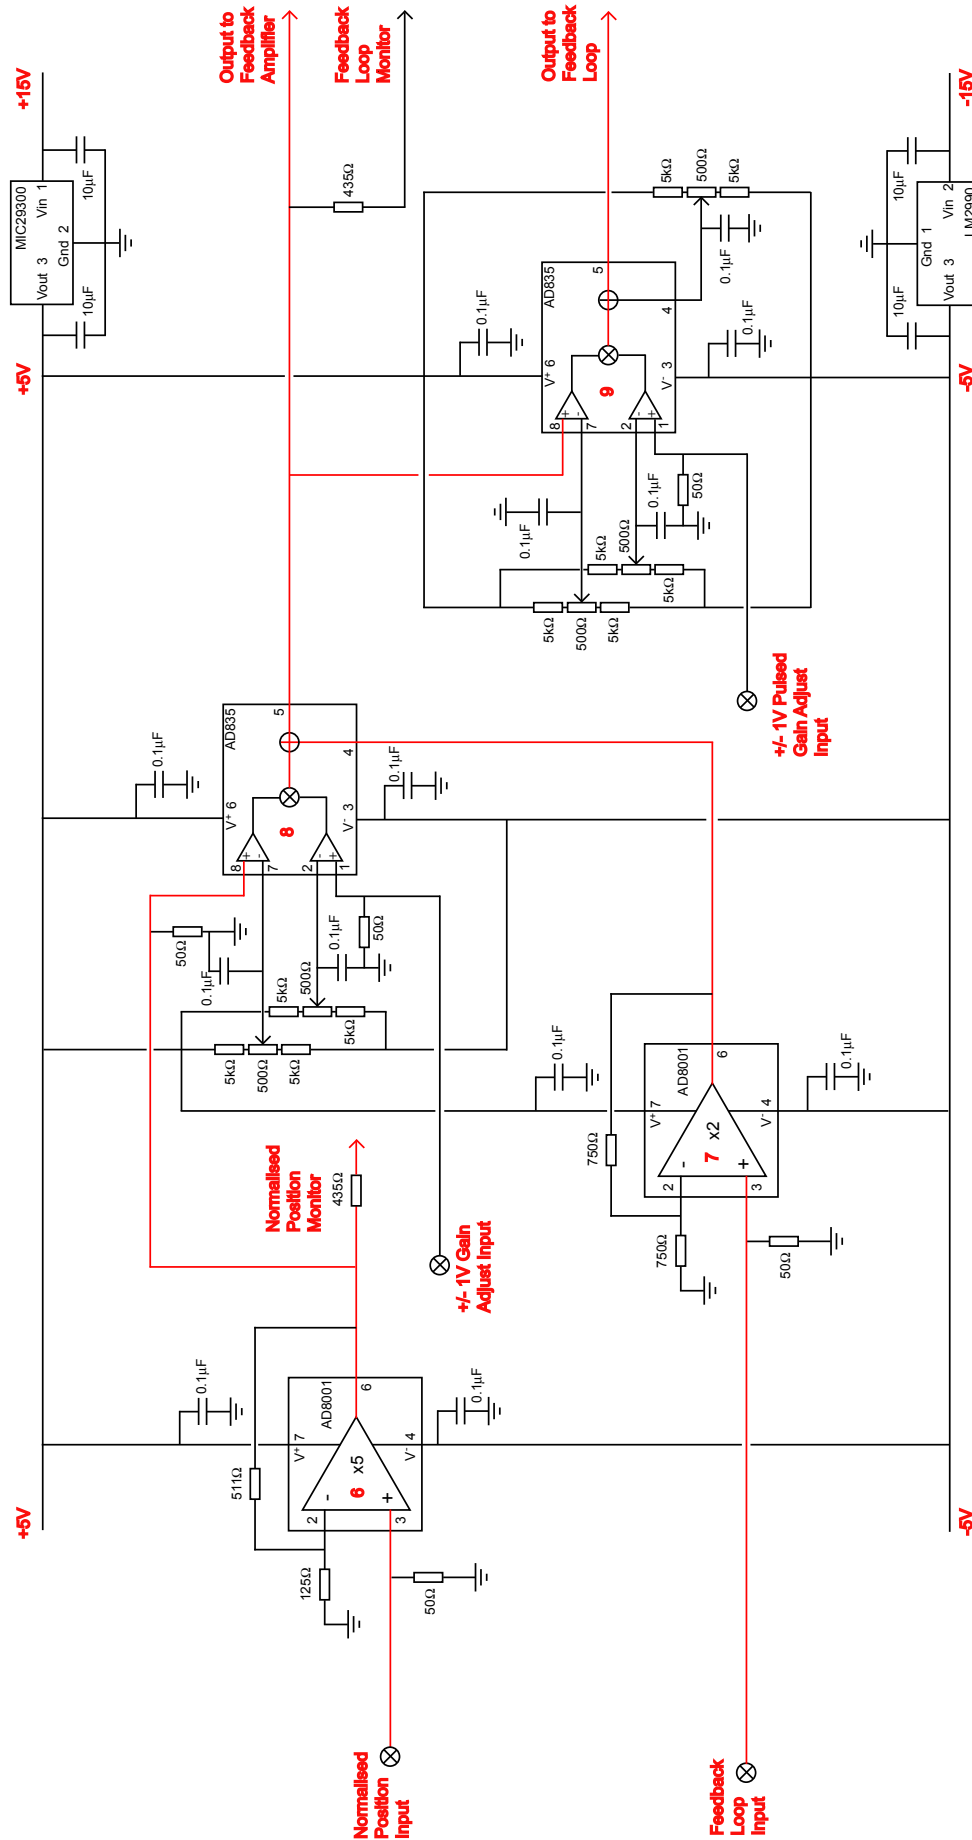 +5V
+5V
+15V
MIC29300
Vout 3
Vin 1
Gnd 2
10µF
10µF
Output to
Feedback
Amplifier
Feedback
Loop
Monitor
435Ω
Output to
Feedback
Loop
Normalised
Position
Input
50Ω
125Ω
511Ω
AD8001
V+ 7
V- 4
2
3
6
6
x5
-
+
0.1µF
0.1µF
Normalised
Position
Monitor
435Ω
+/- 1V Gain
Adjust Input
50Ω
0.1µF
5kΩ
500Ω
5kΩ
5kΩ
500Ω
5kΩ
0.1µF
50Ω
AD835
V+ 6
V- 3
8
7
2
1
5
4
8
+
-
-
+
0.1µF
0.1µF
Feedback
Loop
Input
50Ω
750Ω
750Ω
AD8001
V+ 7
V- 4
2
3
6
7
x2
-
+
0.1µF
0.1µF
+/- 1V Pulsed
Gain Adjust
Input
5kΩ
500Ω
5kΩ
5kΩ
500Ω
5kΩ
0.1µF
0.1µF
50Ω
AD835
V+ 6
V- 3
8
7
2
1
5
4
9
+
-
-
+
0.1µF
0.1µF
0.1µF
5kΩ
500Ω
5kΩ
-5V
-5V
-15V
LM2990
Vout 3
Vin 2
Gnd 1
10µF
10µF